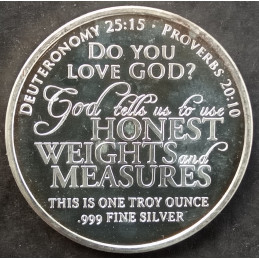 DEUTERONOMY 25:15 • PROVERBS 20:10
DO YOU
LOVE GOD?
God tells us to use
HONEST
WEIGHTS and
MEASURES
THIS IS ONE TROY OUNCE
.999 FINE SILVER